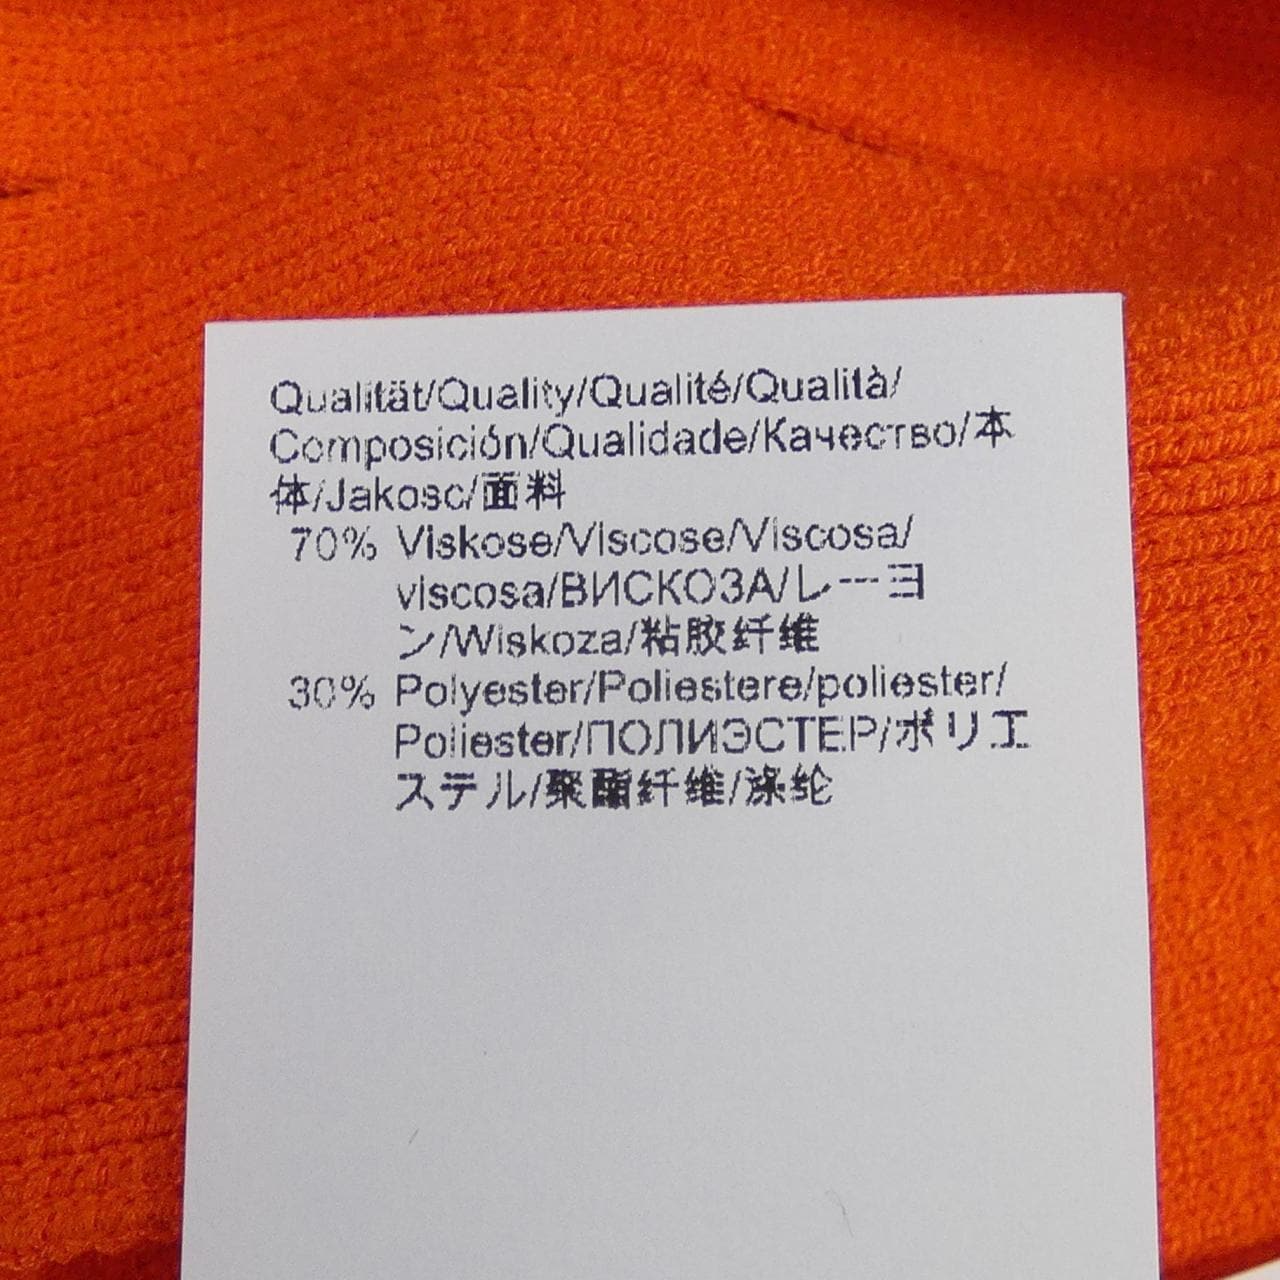 Qualität/Quality/Qualité/Qualità/
Composición/Qualidade/Качество/本
体/Jakosc/面料
70% Viskose/Viscose/Viscosa/
viscosa/ВИСКОЗА/レーヨ
ン/Wiskoza/粘胶纤维
30% Polyester/Poliestere/poliester/
Poliester/ПОЛИЭСТЕР/ポリエ
ステル/聚酯纤维/涤纶